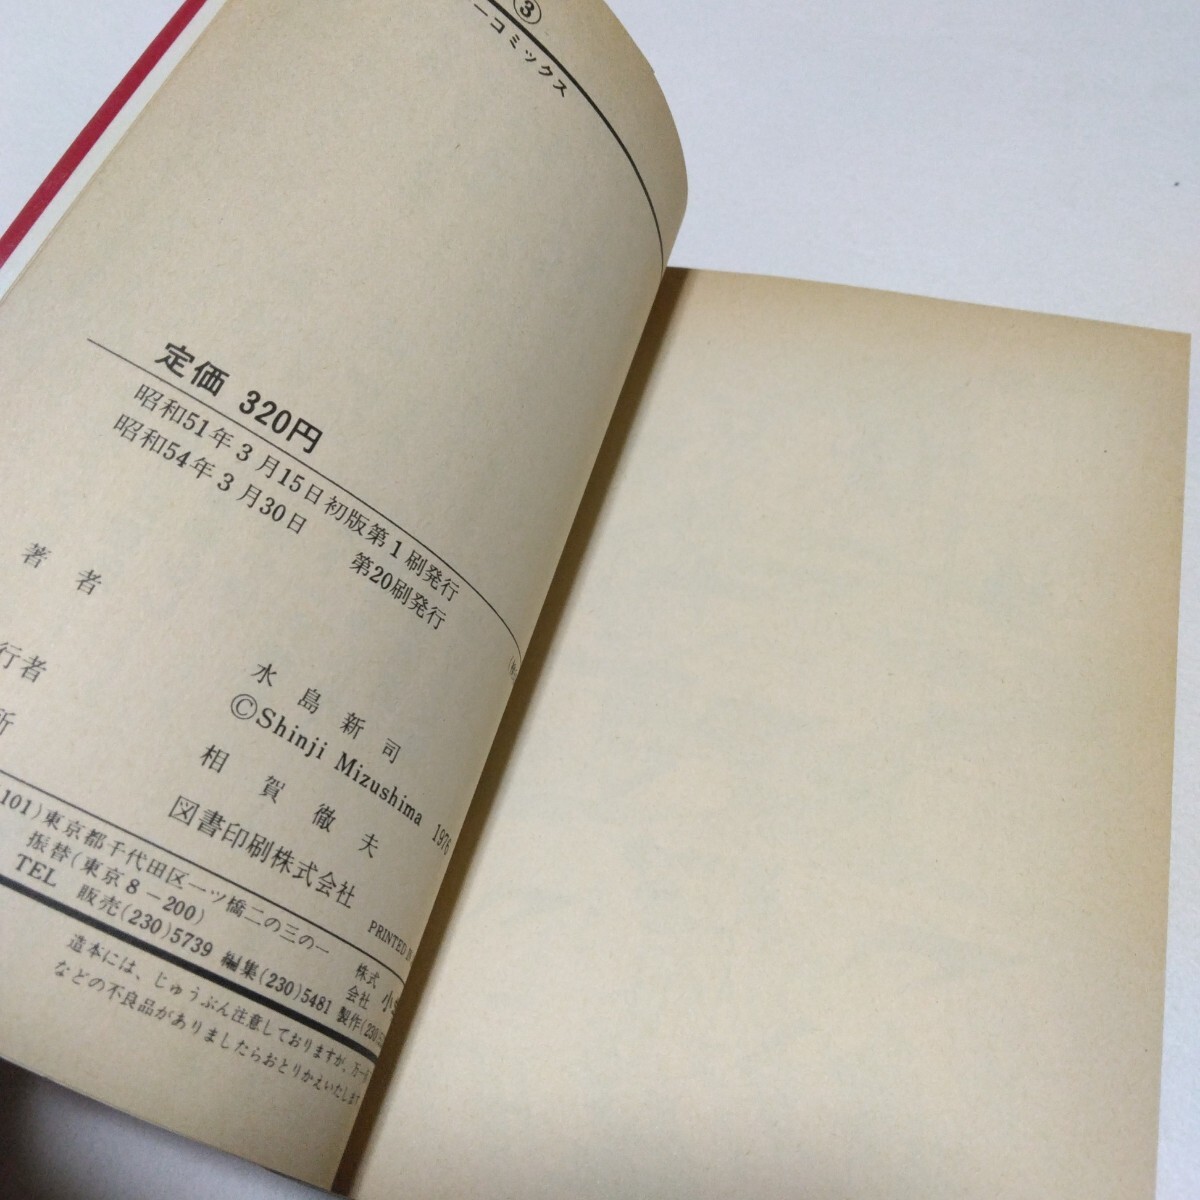 ③
ーコミックス
定価 320円
昭和51年3月15日初版第1刷発行
昭和54年3月30日 第20刷発行
著者 水島新司
©Shinji Mizushima 1976
行者 相賀徹夫
所 図書印刷株式会社
PRINTED IN
101)東京都千代田区一ツ橋二の三の一 株式会社 小
振替(東京8-200)
TEL 販売(230)5739 編集(230)5481 製作(230)
造本には、じゅうぶん注意しておりますが、万一
などの不良品がありましたらおとりかえいたします